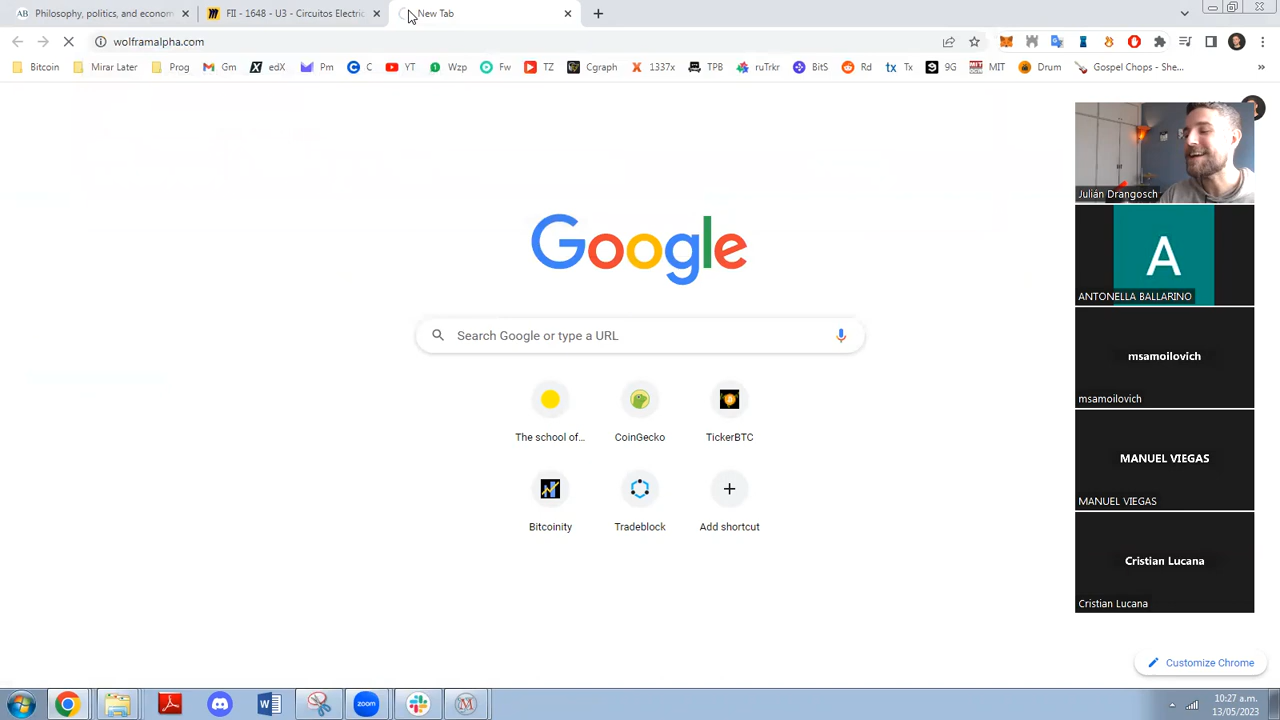 Philosophy, politics, and econom
FII - 1648 - U3 - Circuitos Electric
New Tab
wolframalpha.com
Bitcoin
Mirar Later
Prog
Gm
edX
Pm
C
YT
Wzp
Fw
TZ
Cgraph
1337x
TPB
ruTrkr
BitS
Rd
tx Tx
9G
MIT
Drum
Gospel Chops - She...
»
Google
Search Google or type a URL
The school of...
CoinGecko
TickerBTC
Bitcoinity
Tradeblock
Add shortcut
Julián Drangosch
A
ANTONELLA BALLARINO
msamoilovich
msamoilovich
MANUEL VIEGAS
MANUEL VIEGAS
Cristian Lucana
Cristian Lucana
Customize Chrome
zoom
10:27 a.m.
13/05/2023